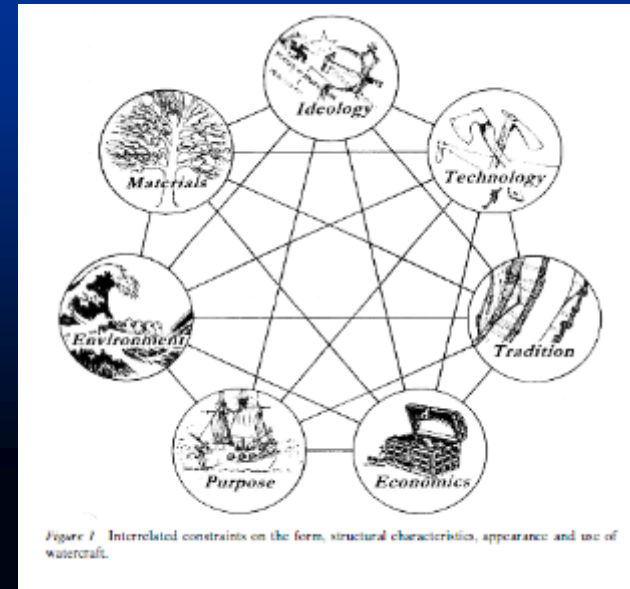 Ideology
Materials
Technology
Environment
Tradition
Purpose
Economics
Figure 1 Interrelated constraints on the form, structural characteristics, appearance and use of
watercraft.